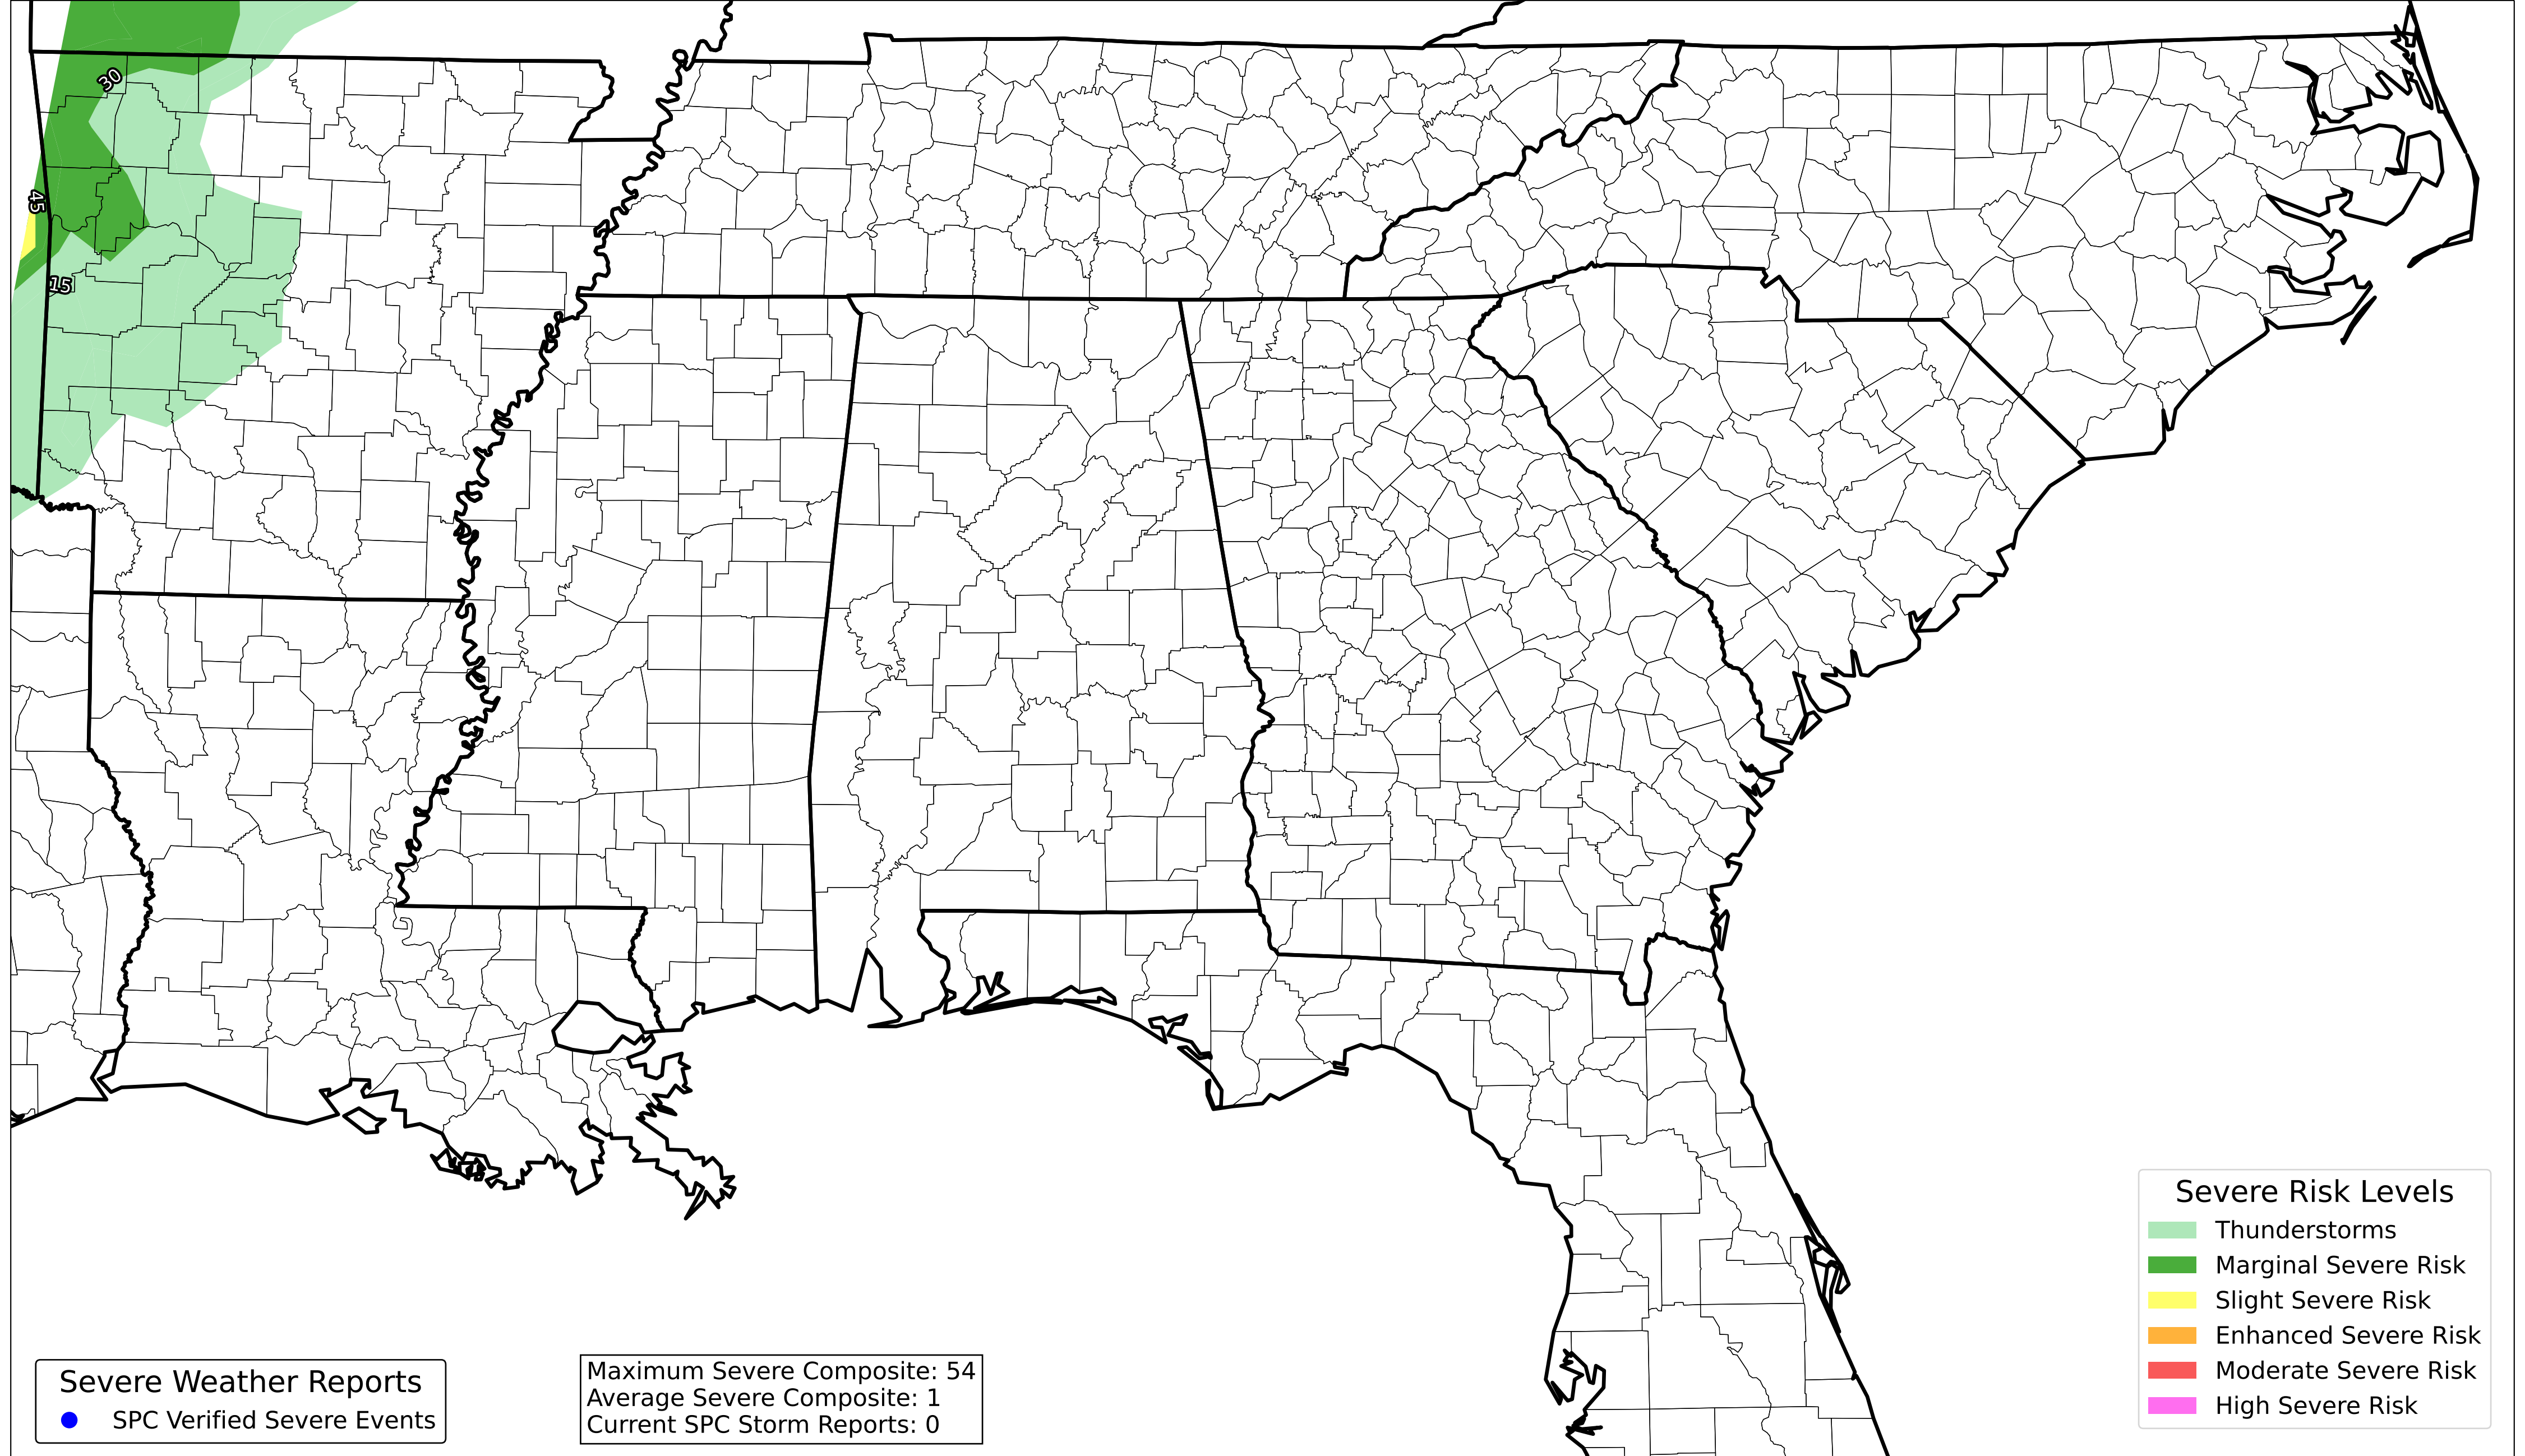 30
45
15
Severe Risk Levels
Thunderstorms
Marginal Severe Risk
Slight Severe Risk
Enhanced Severe Risk
Moderate Severe Risk
High Severe Risk
Severe Weather Reports
SPC Verified Severe Events
Maximum Severe Composite: 54
Average Severe Composite: 1
Current SPC Storm Reports: 0